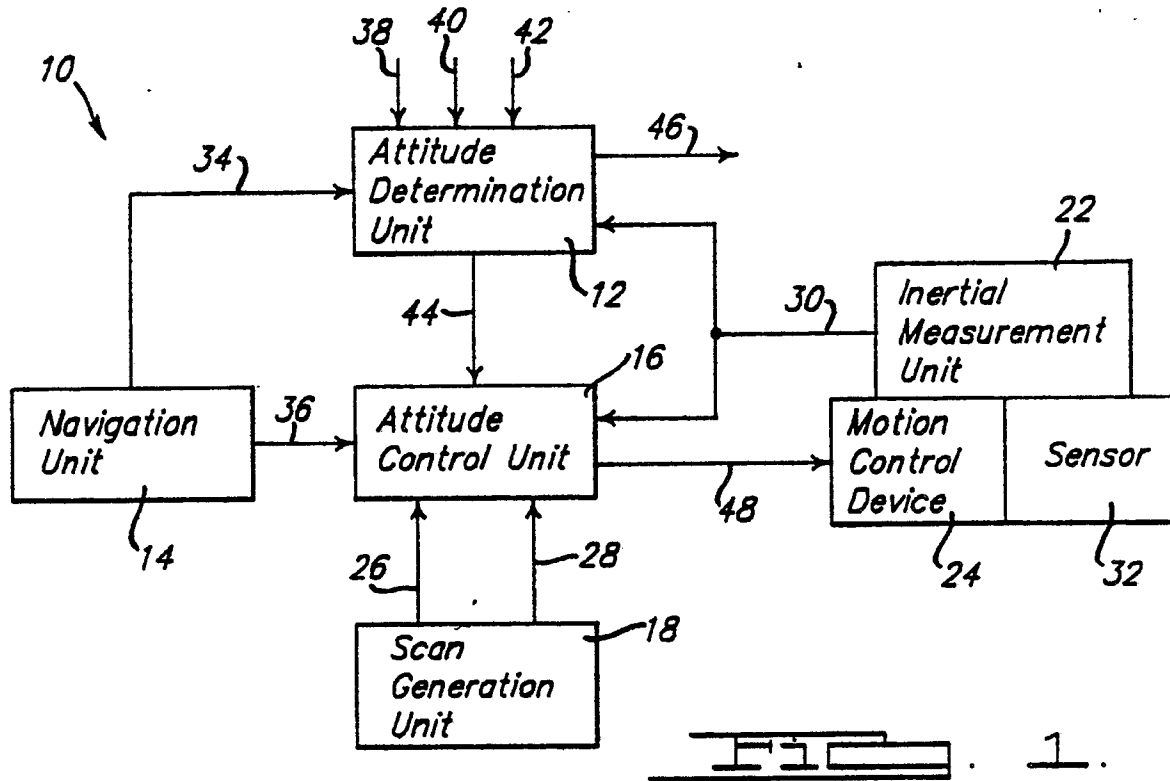 38 40 42
10
Attitude
Determination
Unit
46
34
12
22
Inertial
Measurement
Unit
30
44
16
Navigation
Unit
36
Attitude
Control Unit
Motion
Control
Device
Sensor
48
14
24
32
26
28
18
Scan
Generation
Unit
1.